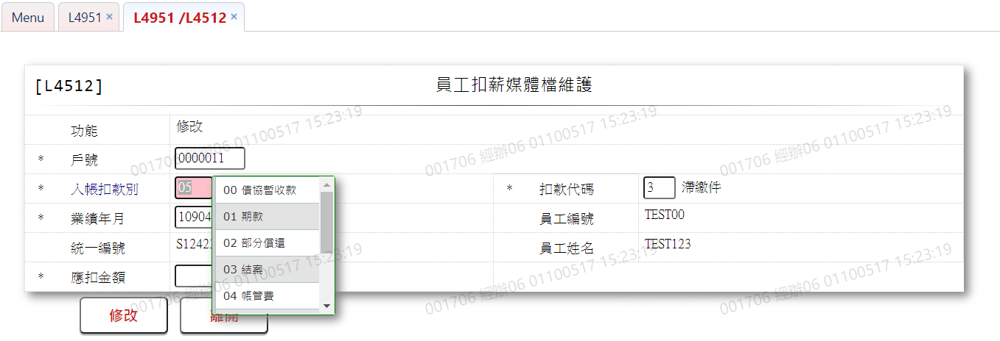 Menu L4951 × L4951 /L4512 ×
[L4512] 員工扣薪媒體檔維護
功能 修改
* 戶號 0000011
* 入帳扣款別 05 * 扣款代碼 3 滯繳件
00 債協暫收款
01 期款
* 業績年月 10904 員工編號 TEST00
02 部分償還
統一編號 S1242 員工姓名 TEST123
03 結案
* 應扣金額
04 帳管費
修改 離開
001706 經辦06 01100517 15:23:19
001706 經辦06 01100517 15:23:19
001706 經辦06 01100517 15:23:19
001706 經辦06 01100517 15:23:19
001706 經辦06 01100517 15:23:19
001706 經辦06 01100517 15:23:19